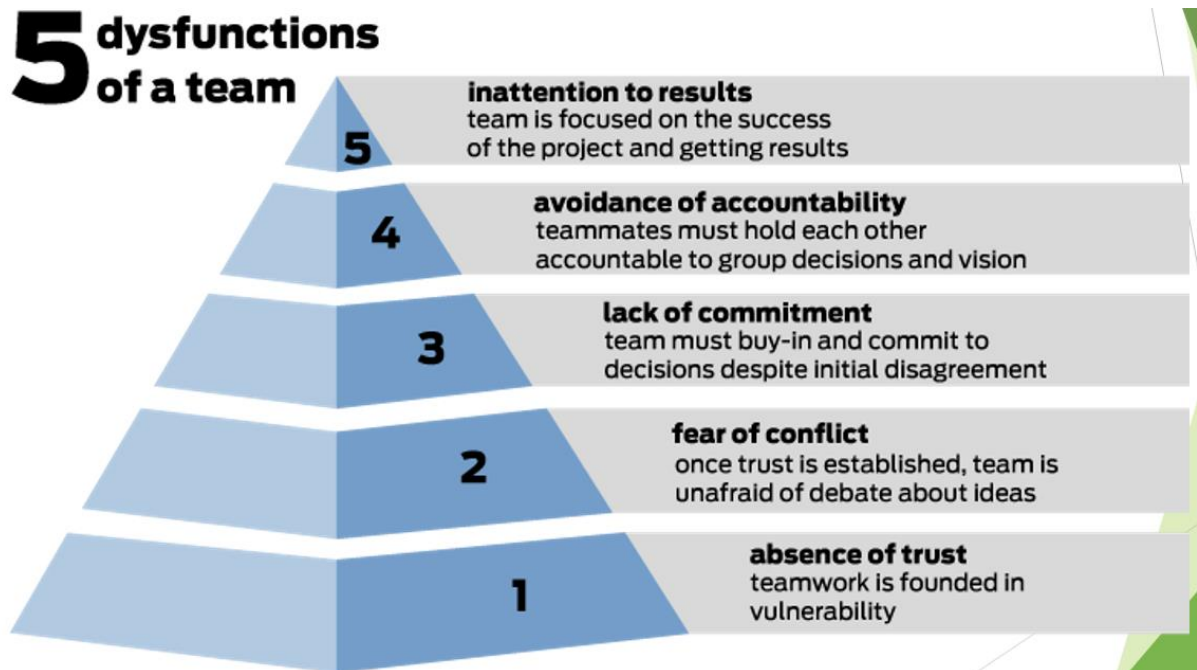 5 dysfunctions
of a team
inattention to results
team is focused on the success
of the project and getting results
5
avoidance of accountability
teammates must hold each other
accountable to group decisions and vision
4
lack of commitment
team must buy-in and commit to
decisions despite initial disagreement
3
fear of conflict
once trust is established, team is
unafraid of debate about ideas
2
absence of trust
teamwork is founded in
vulnerability
1